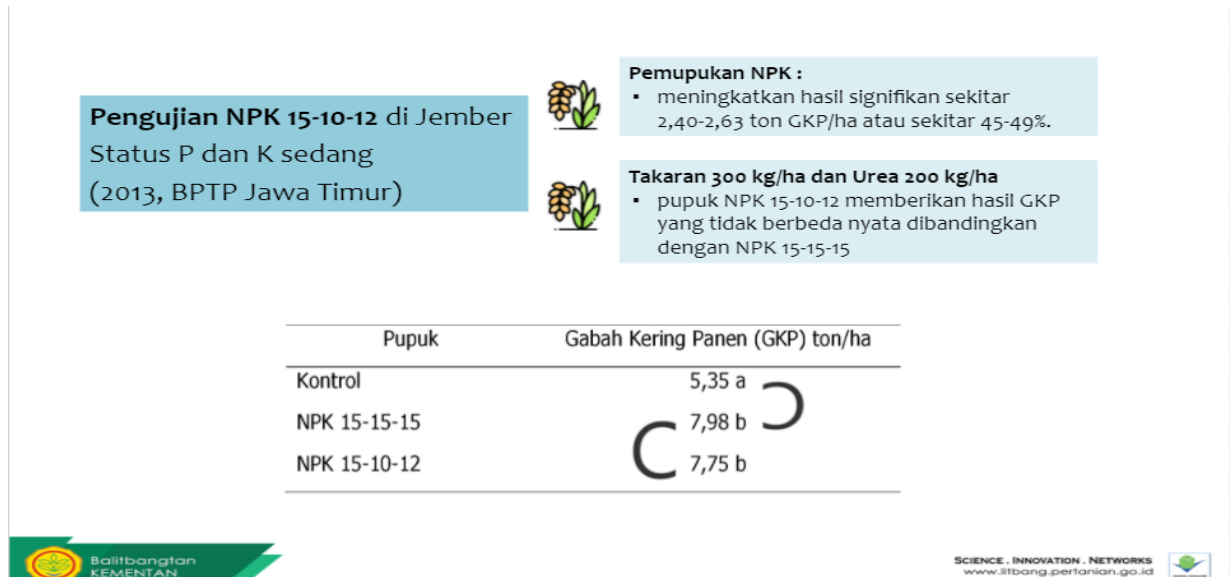 Pengujian NPK 15-10-12 di Jember
Status P dan K sedang
(2013, BPTP Jawa Timur)
Pemupukan NPK :
▪ meningkatkan hasil signifikan sekitar
2,40-2,63 ton GKP/ha atau sekitar 45-49%.
Takaran 300 kg/ha dan Urea 200 kg/ha
▪ pupuk NPK 15-10-12 memberikan hasil GKP
yang tidak berbeda nyata dibandingkan
dengan NPK 15-15-15
Pupuk Gabah Kering Panen (GKP) ton/ha
Kontrol 5,35 a
NPK 15-15-15 7,98 b
NPK 15-10-12 7,75 b
Balitbangtan
KEMENTAN
SCIENCE . INNOVATION . NETWORKS
www.litbang.pertanian.go.id